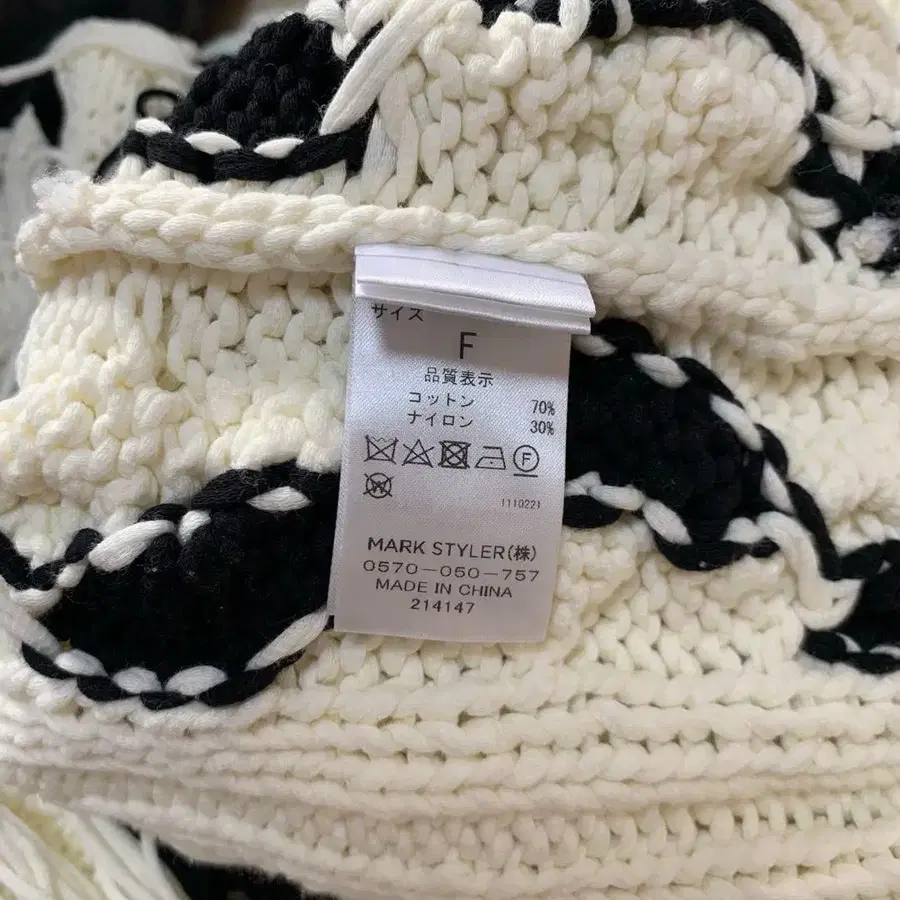 サイズ
F
品質表示
コットン 70%
ナイロン 30%
F
W
1110221
MARK STYLER(株)
0570-050-757
MADE IN CHINA
214147